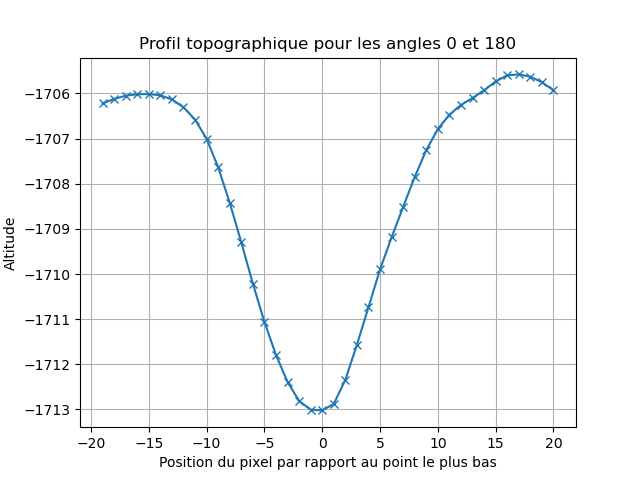 Profil topographique pour les angles 0 et 180
Altitude
−1706
−1707
−1708
−1709
−1710
−1711
−1712
−1713
−20 −15 −10 −5 0 5 10 15 20
Position du pixel par rapport au point le plus bas